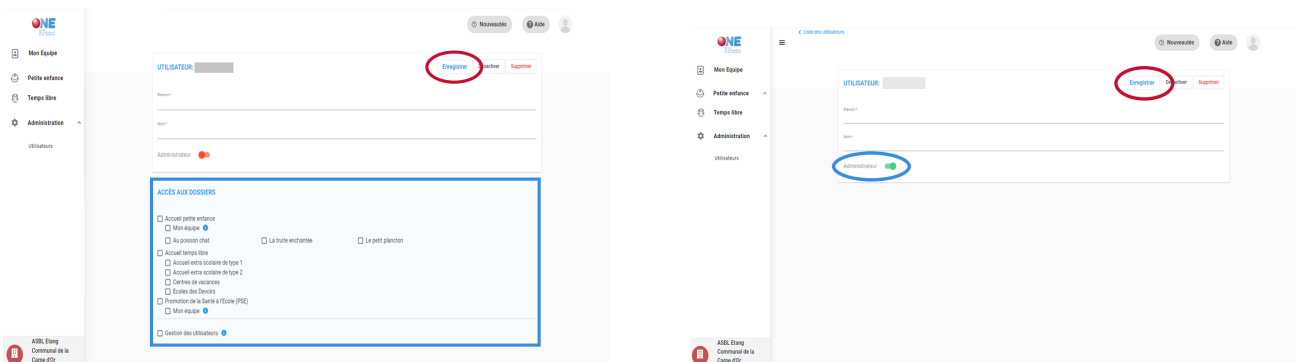 ONE
Nouveautés
Aide
Mon Equipe
Petite enfance
Temps libre
Administration
Utilisateurs
UTILISATEUR:
Enregistrer
Désactiver
Supprimer
Prénom *
Nom *
Administrateur
ACCÈS AUX DOSSIERS
Accueil petite enfance
Mon équipe
Au poisson chat
La truite enchantée
Le petit plancton
Accueil temps libre
Accueil extra scolaire de type 1
Accueil extra scolaire de type 2
Centres de vacances
Ecoles des Devoirs
Promotion de la Santé à l'Ecole (PSE)
Mon équipe
Gestion des utilisateurs
ASBL Etang
Communal de la
Carpe d'Or
Liste des utilisateurs
ONE
Nouveautés
Aide
Mon Equipe
Petite enfance
Temps libre
Administration
Utilisateurs
UTILISATEUR:
Enregistrer
Désactiver
Supprimer
Prénom *
Nom *
Administrateur
ASBL Etang
Communal de la
Carpe d'Or